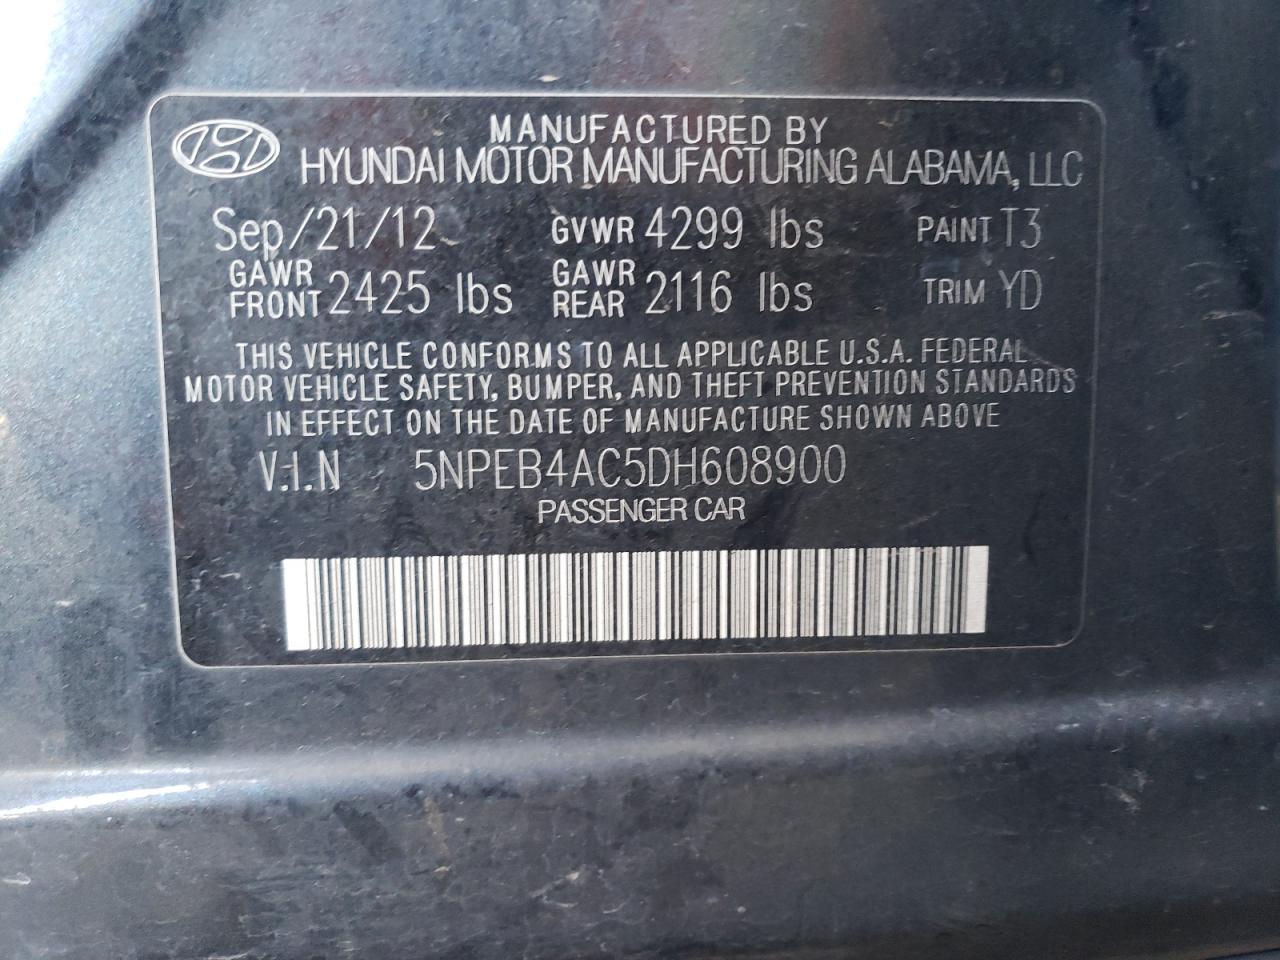 MANUFACTURED BY
HYUNDAI MOTOR MANUFACTURING ALABAMA, LLC
Sep/21/12 GVWR 4299 lbs PAINT T3
GAWR FRONT 2425 lbs GAWR REAR 2116 lbs TRIM YD
THIS VEHICLE CONFORMS TO ALL APPLICABLE U.S.A. FEDERAL
MOTOR VEHICLE SAFETY, BUMPER, AND THEFT PREVENTION STANDARDS
IN EFFECT ON THE DATE OF MANUFACTURE SHOWN ABOVE
V.I.N 5NPEB4AC5DH608900
PASSENGER CAR